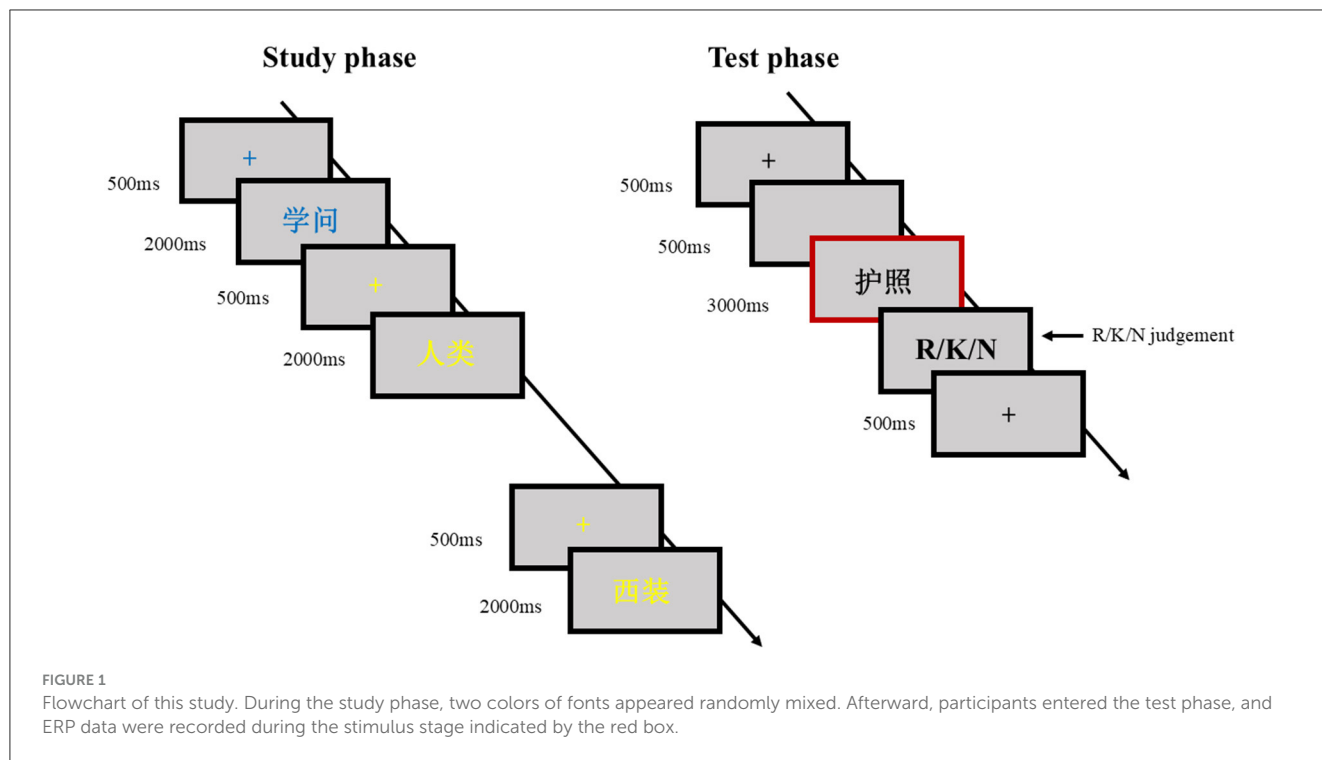 Study phase
+
500ms
学问
2000ms
+
500ms
人类
2000ms
+
500ms
西装
2000ms
Test phase
+
500ms
500ms
护照
3000ms
R/K/N
R/K/N judgement
+
500ms
FIGURE 1
Flowchart of this study. During the study phase, two colors of fonts appeared randomly mixed. Afterward, participants entered the test phase, and
ERP data were recorded during the stimulus stage indicated by the red box.